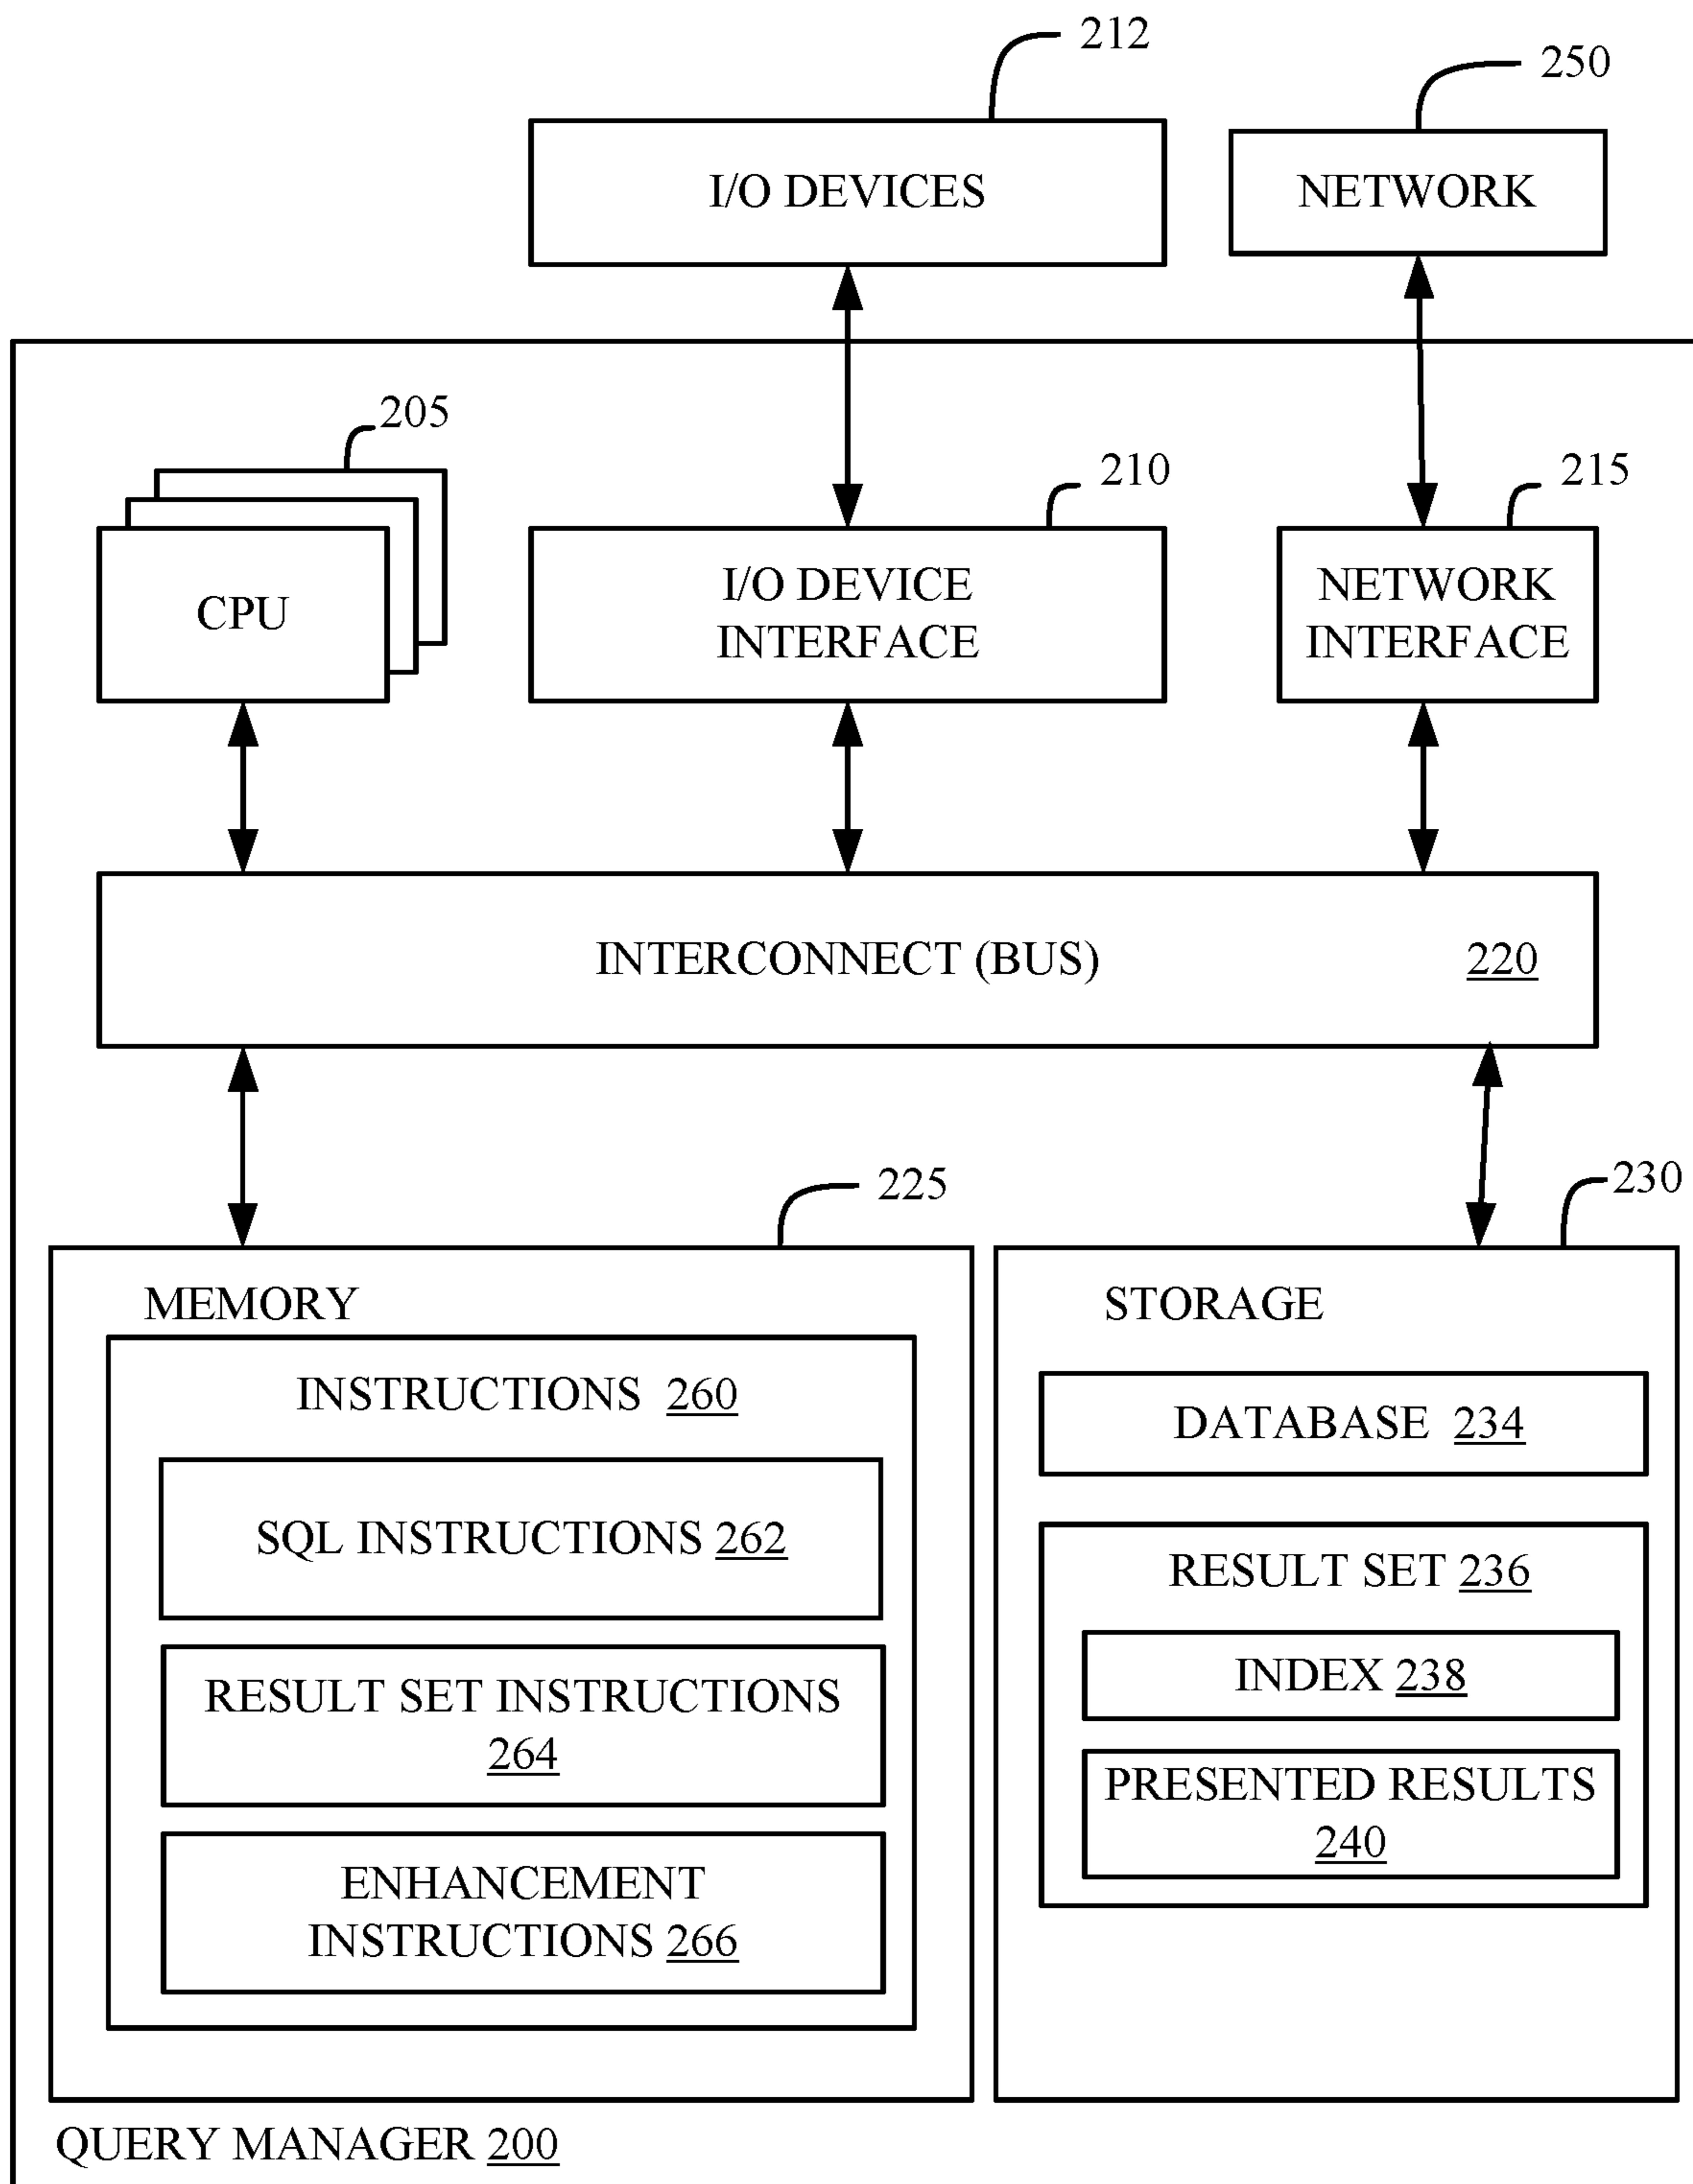 212
250
I/O DEVICES
NETWORK
205
210
215
CPU
I/O DEVICE
INTERFACE
NETWORK
INTERFACE
INTERCONNECT (BUS) 220
225
230
MEMORY
INSTRUCTIONS 260
SQL INSTRUCTIONS 262
RESULT SET INSTRUCTIONS
264
ENHANCEMENT
INSTRUCTIONS 266
STORAGE
DATABASE 234
RESULT SET 236
INDEX 238
PRESENTED RESULTS
240
QUERY MANAGER 200